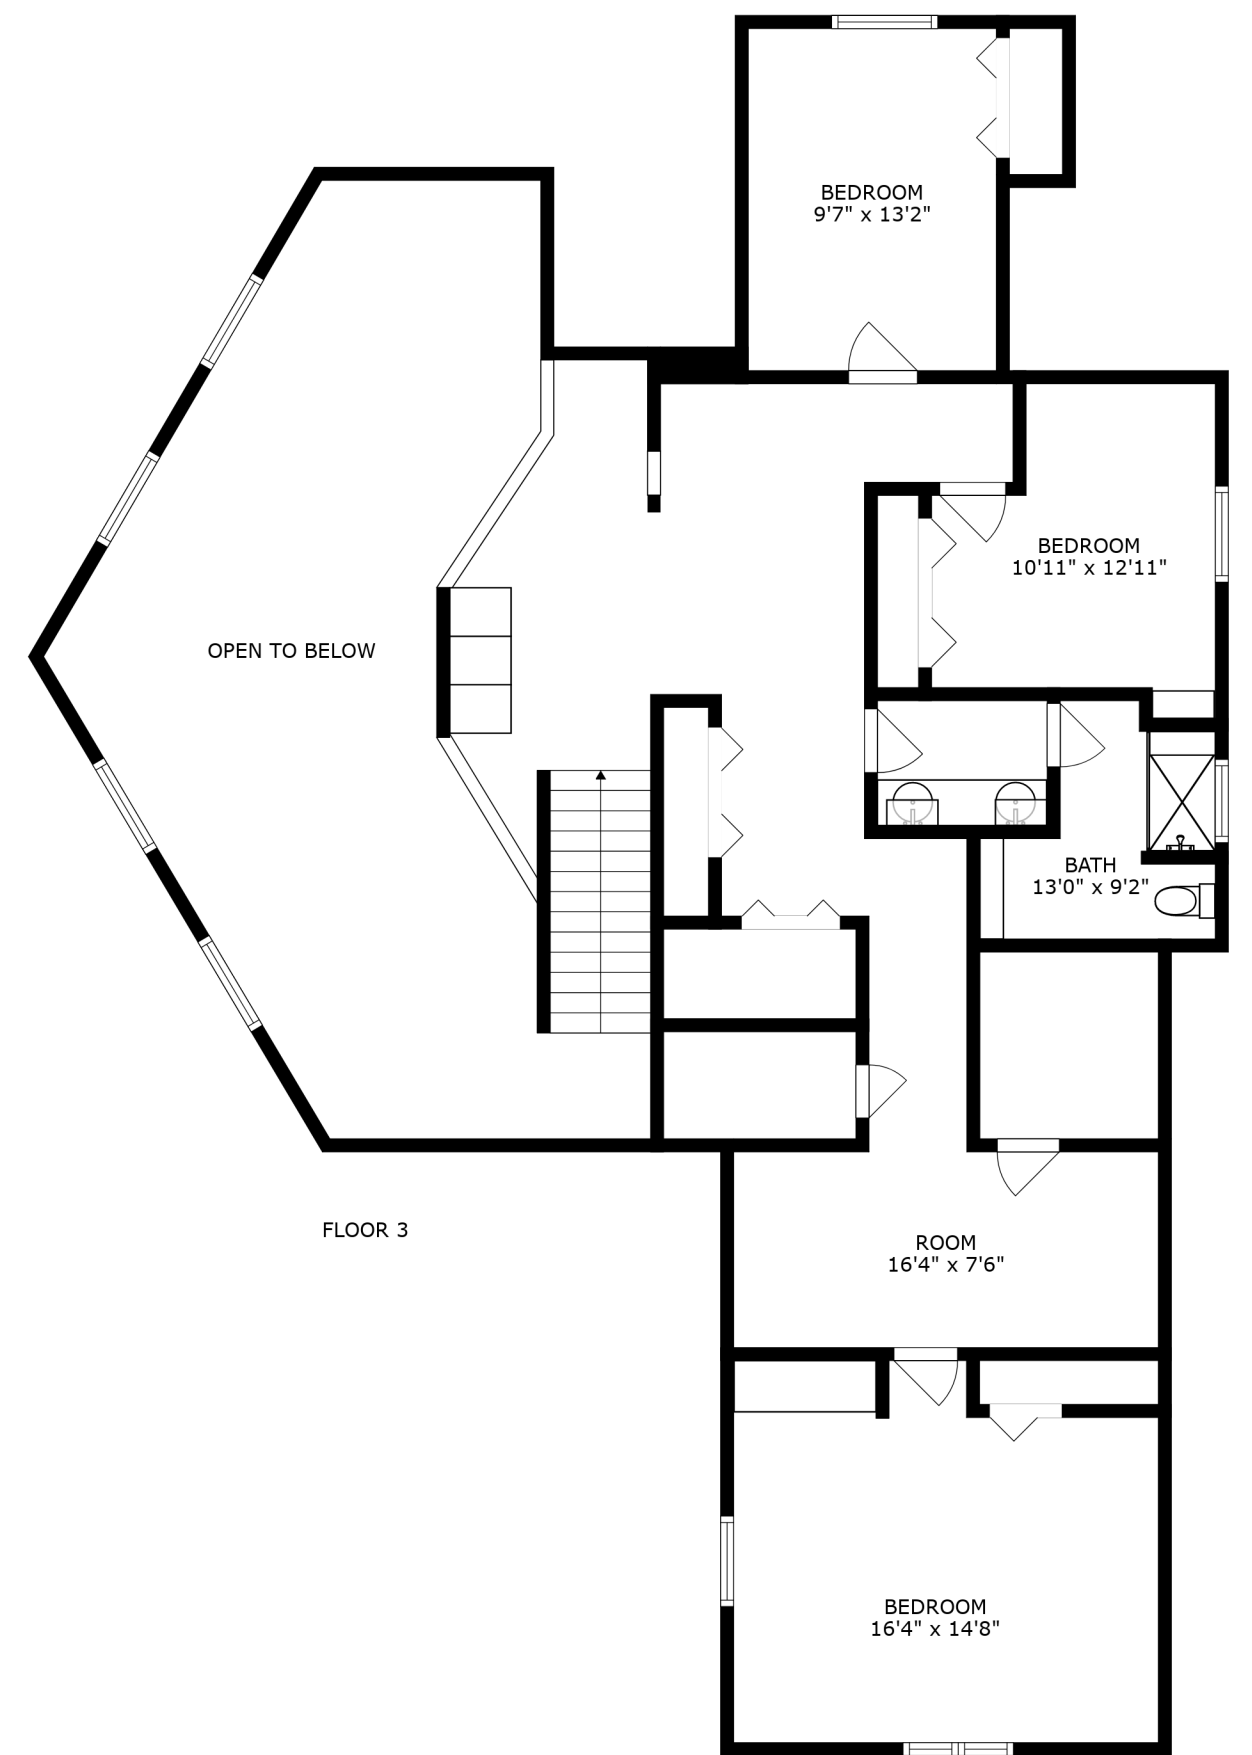 BEDROOM
9'7" x 13'2"
BEDROOM
10'11" x 12'11"
OPEN TO BELOW
BATH
13'0" x 9'2"
FLOOR 3
ROOM
16'4" x 7'6"
BEDROOM
16'4" x 14'8"